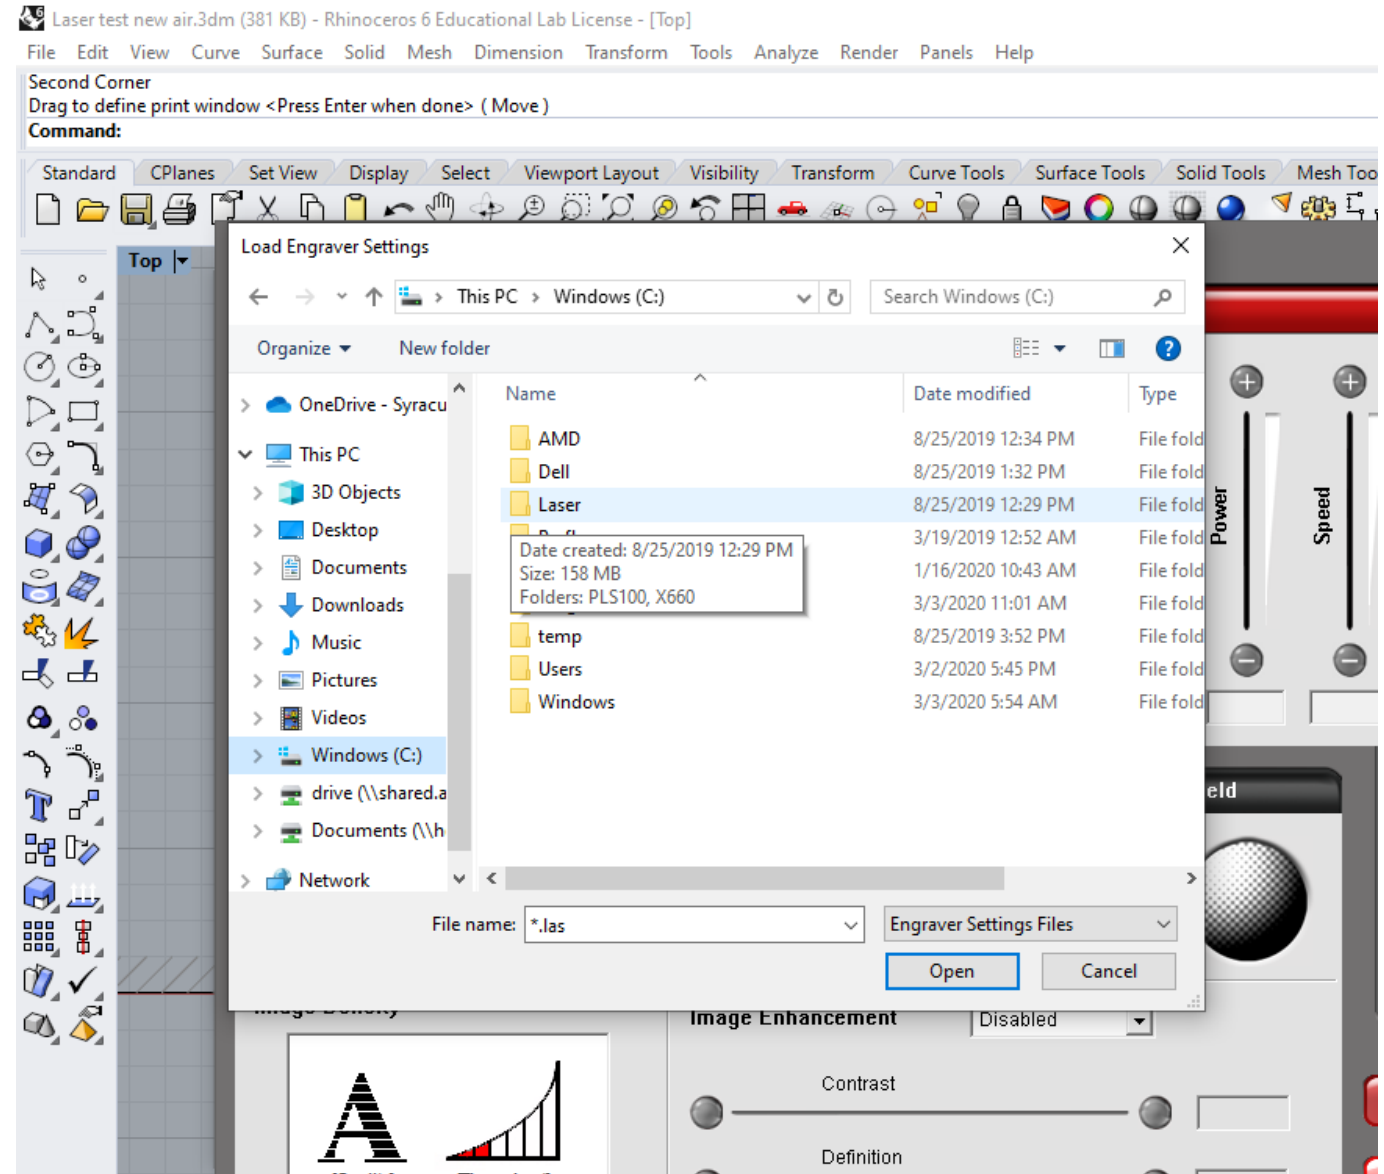 Laser test new air.3dm (381 KB) - Rhinoceros 6 Educational Lab License - [Top]
File Edit View Curve Surface Solid Mesh Dimension Transform Tools Analyze Render Panels Help
Second Corner
Drag to define print window <Press Enter when done> ( Move )
Command:
Standard CPlanes Set View Display Select Viewport Layout Visibility Transform Curve Tools Surface Tools Solid Tools Mesh Too
Top
Load Engraver Settings
This PC > Windows (C:)
Search Windows (C:)
Organize New folder
OneDrive - Syracu
This PC
3D Objects
Desktop
Documents
Downloads
Music
Pictures
Videos
Windows (C:)
drive (\\shared.a
Documents (\\h
Network
Name Date modified Type
AMD 8/25/2019 12:34 PM File fold
Dell 8/25/2019 1:32 PM File fold
Laser 8/25/2019 12:29 PM File fold
3/19/2019 12:52 AM File fold
1/16/2020 10:43 AM File fold
3/3/2020 11:01 AM File fold
temp 8/25/2019 3:52 PM File fold
Users 3/2/2020 5:45 PM File fold
Windows 3/3/2020 5:54 AM File fold
Date created: 8/25/2019 12:29 PM
Size: 158 MB
Folders: PLS100, X660
File name: *.las Engraver Settings Files
Open Cancel
Power
Speed
eld
Image Density
Image Enhancement Disabled
Contrast
Definition